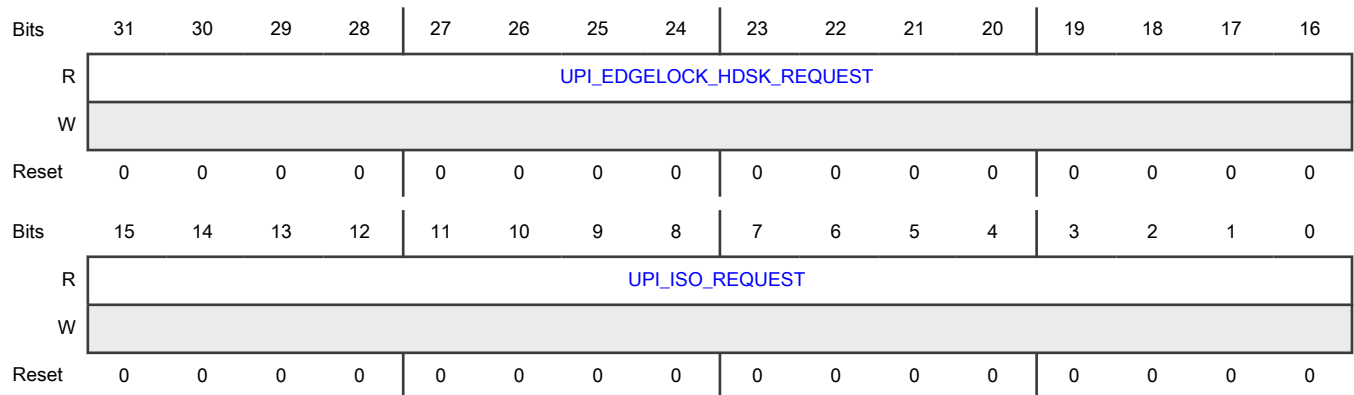 Bits 31 30 29 28 27 26 25 24 23 22 21 20 19 18 17 16
R UPI_EDGELOCK_HDSK_REQUEST
W
Reset 0 0 0 0 0 0 0 0 0 0 0 0 0 0 0 0
Bits 15 14 13 12 11 10 9 8 7 6 5 4 3 2 1 0
R UPI_ISO_REQUEST
W
Reset 0 0 0 0 0 0 0 0 0 0 0 0 0 0 0 0